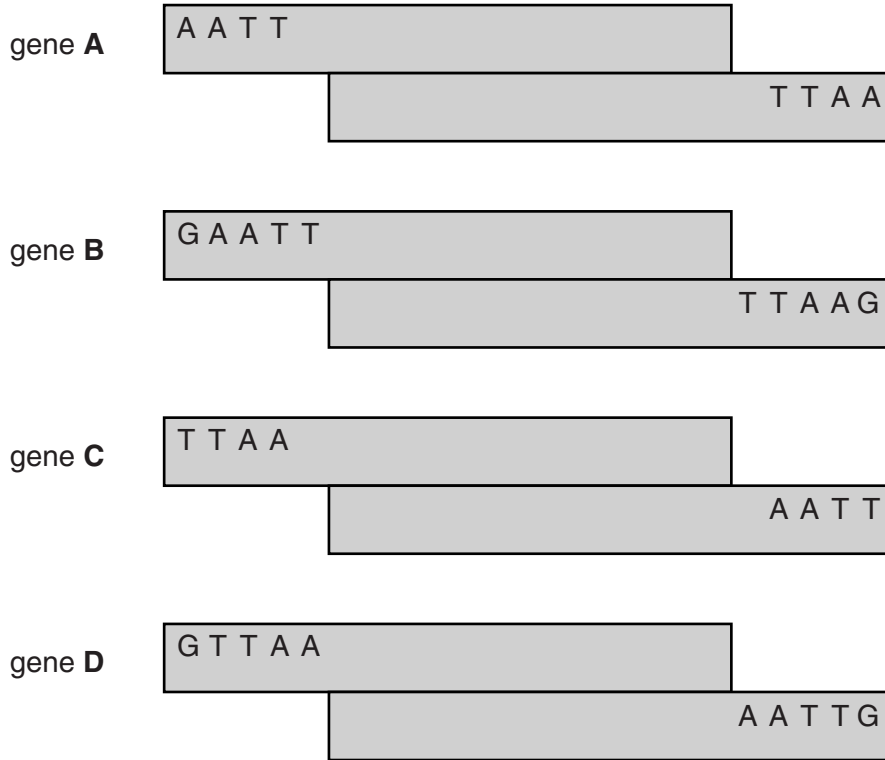 gene A
A A T T
T T A A
gene B
G A A T T
T T A A G
gene C
T T A A
A A T T
gene D
G T T A A
A A T T G